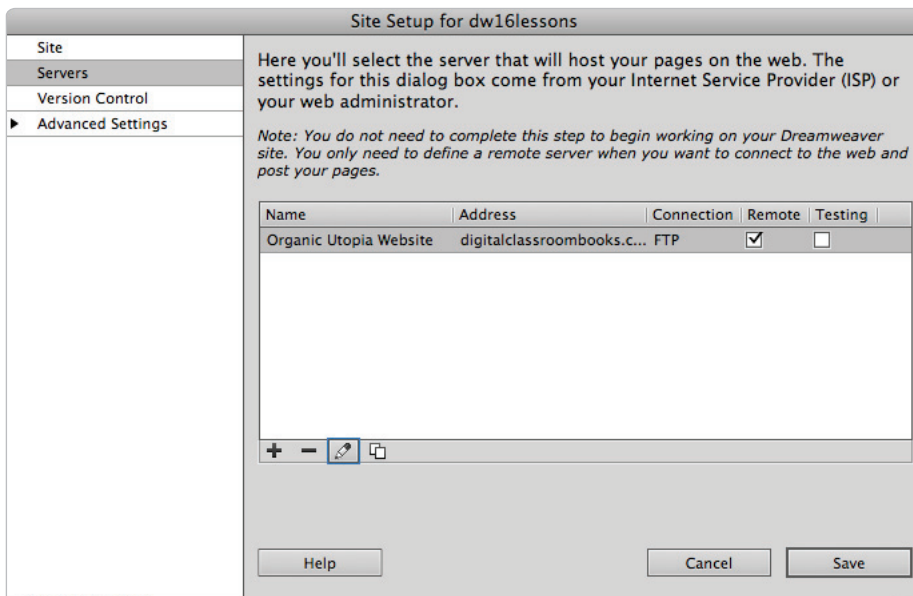 Site Setup for dw16lessons
Site
Servers
Version Control
Advanced Settings
Here you'll select the server that will host your pages on the web. The
settings for this dialog box come from your Internet Service Provider (ISP) or
your web administrator.
Note: You do not need to complete this step to begin working on your Dreamweaver
site. You only need to define a remote server when you want to connect to the web and
post your pages.
Name Address Connection Remote Testing
Organic Utopia Website digitalclassroombooks.c... FTP
Help Cancel Save